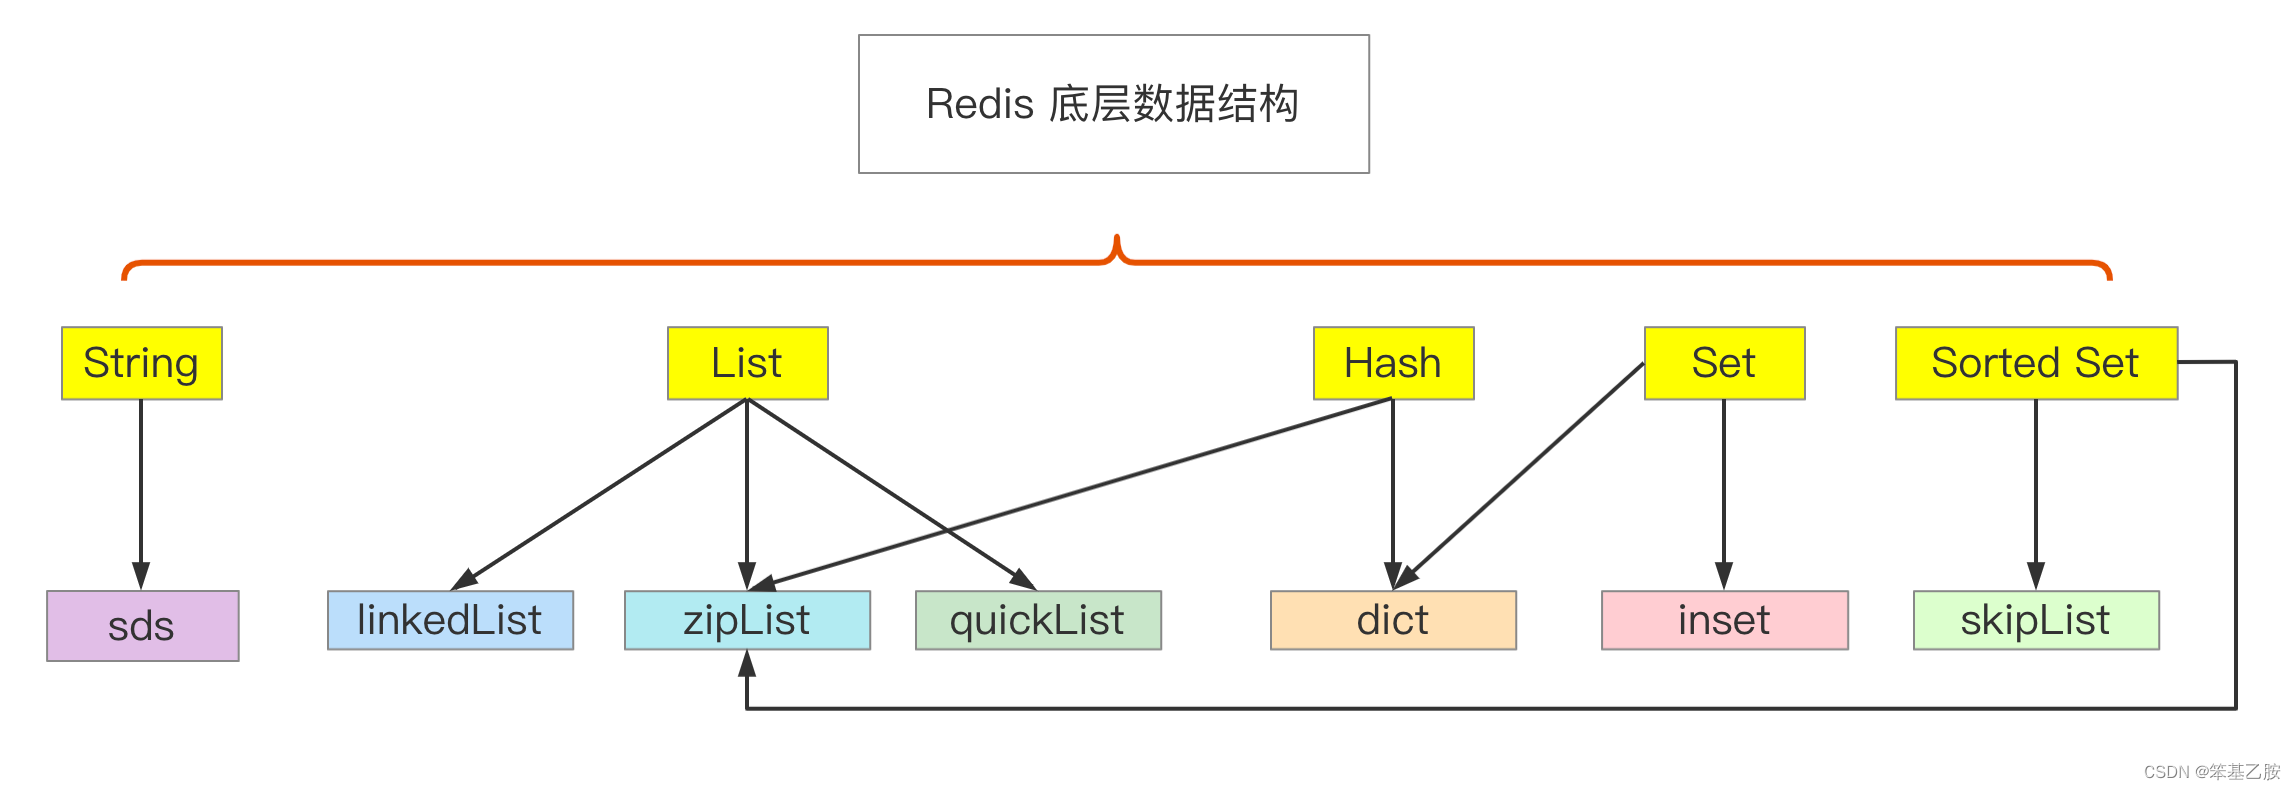 Redis 底层数据结构
String
List
Hash
Set
Sorted Set
sds
linkedList
zipList
quickList
dict
inset
skipList
CSDN @笨基乙胺